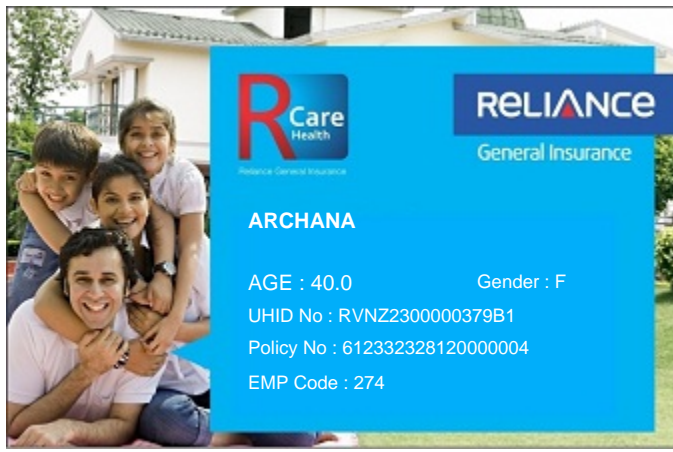 R Care
Health
Reliance General Insurance
RELIANCE
General Insurance
ARCHANA
AGE : 40.0 Gender : F
UHID No : RVNZ2300000379B1
Policy No : 612332328120000004
EMP Code : 274